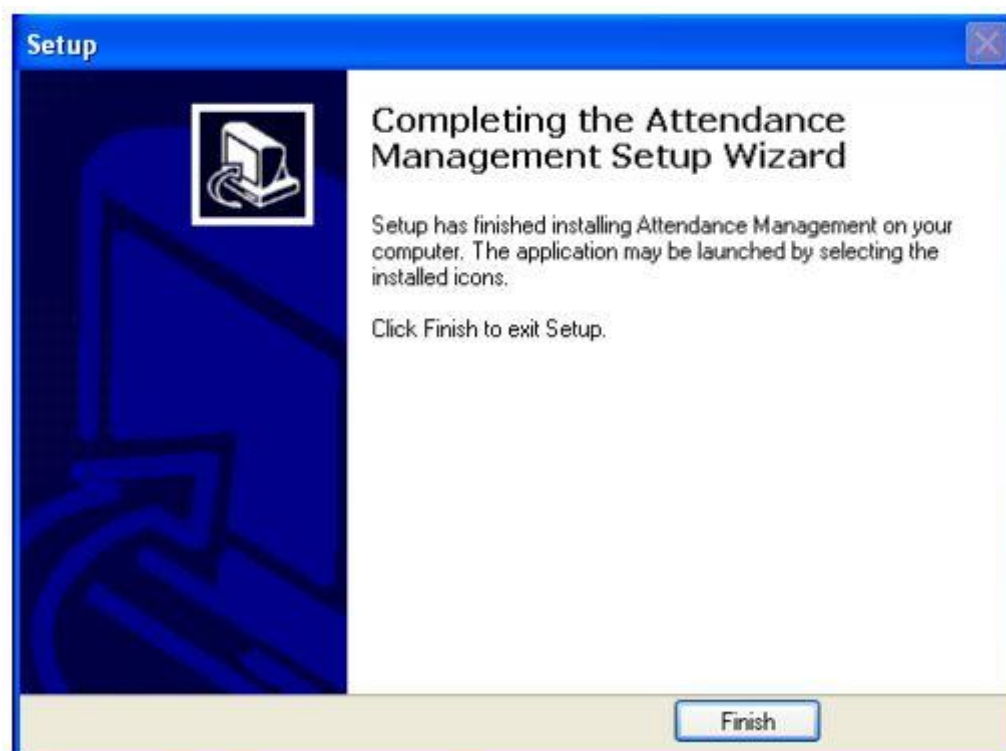 Setup
Completing the Attendance
Management Setup Wizard
Setup has finished installing Attendance Management on your
computer. The application may be launched by selecting the
installed icons.
Click Finish to exit Setup.
Finish